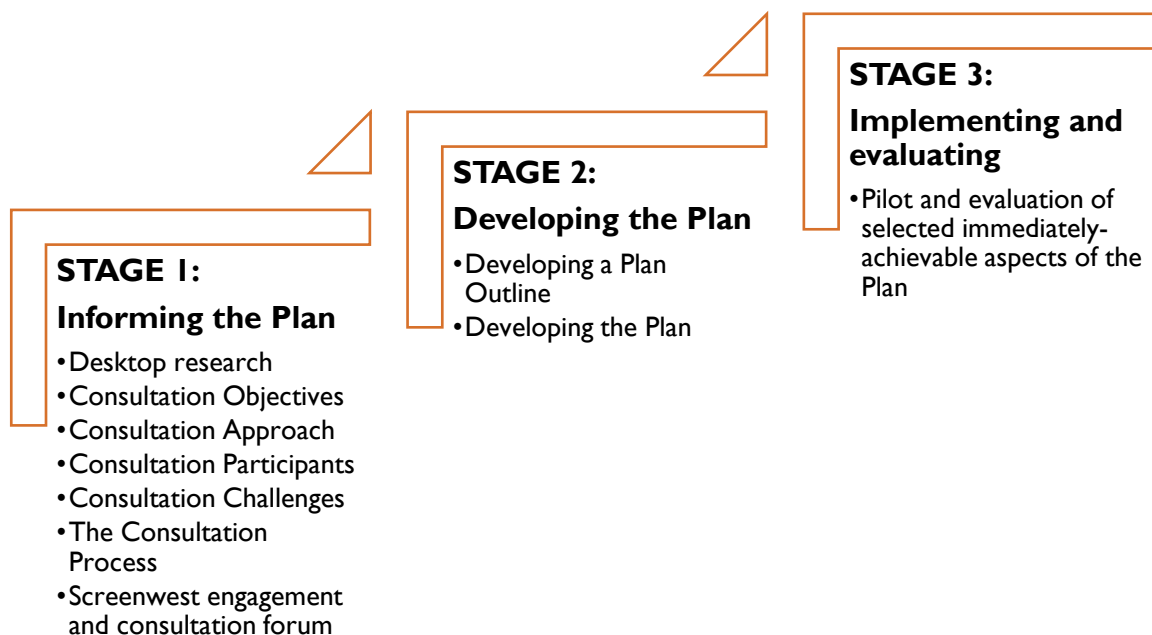 STAGE 1:
Informing the Plan
•Desktop research
•Consultation Objectives
•Consultation Approach
•Consultation Participants
•Consultation Challenges
•The Consultation
Process
•Screenwest engagement
and consultation forum
STAGE 2:
Developing the Plan
•Developing a Plan
Outline
•Developing the Plan
STAGE 3:
Implementing and
evaluating
•Pilot and evaluation of
selected immediately-
achievable aspects of the
Plan